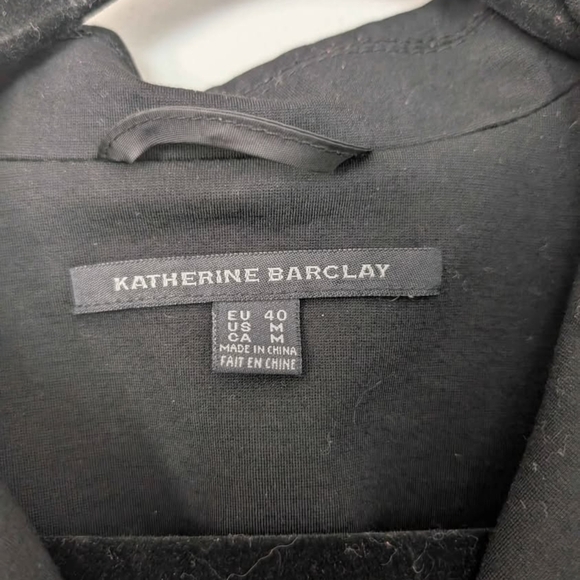 KATHERINE BARCLAY
EU 40
US M
CA M
MADE IN CHINA
FAIT EN CHINE